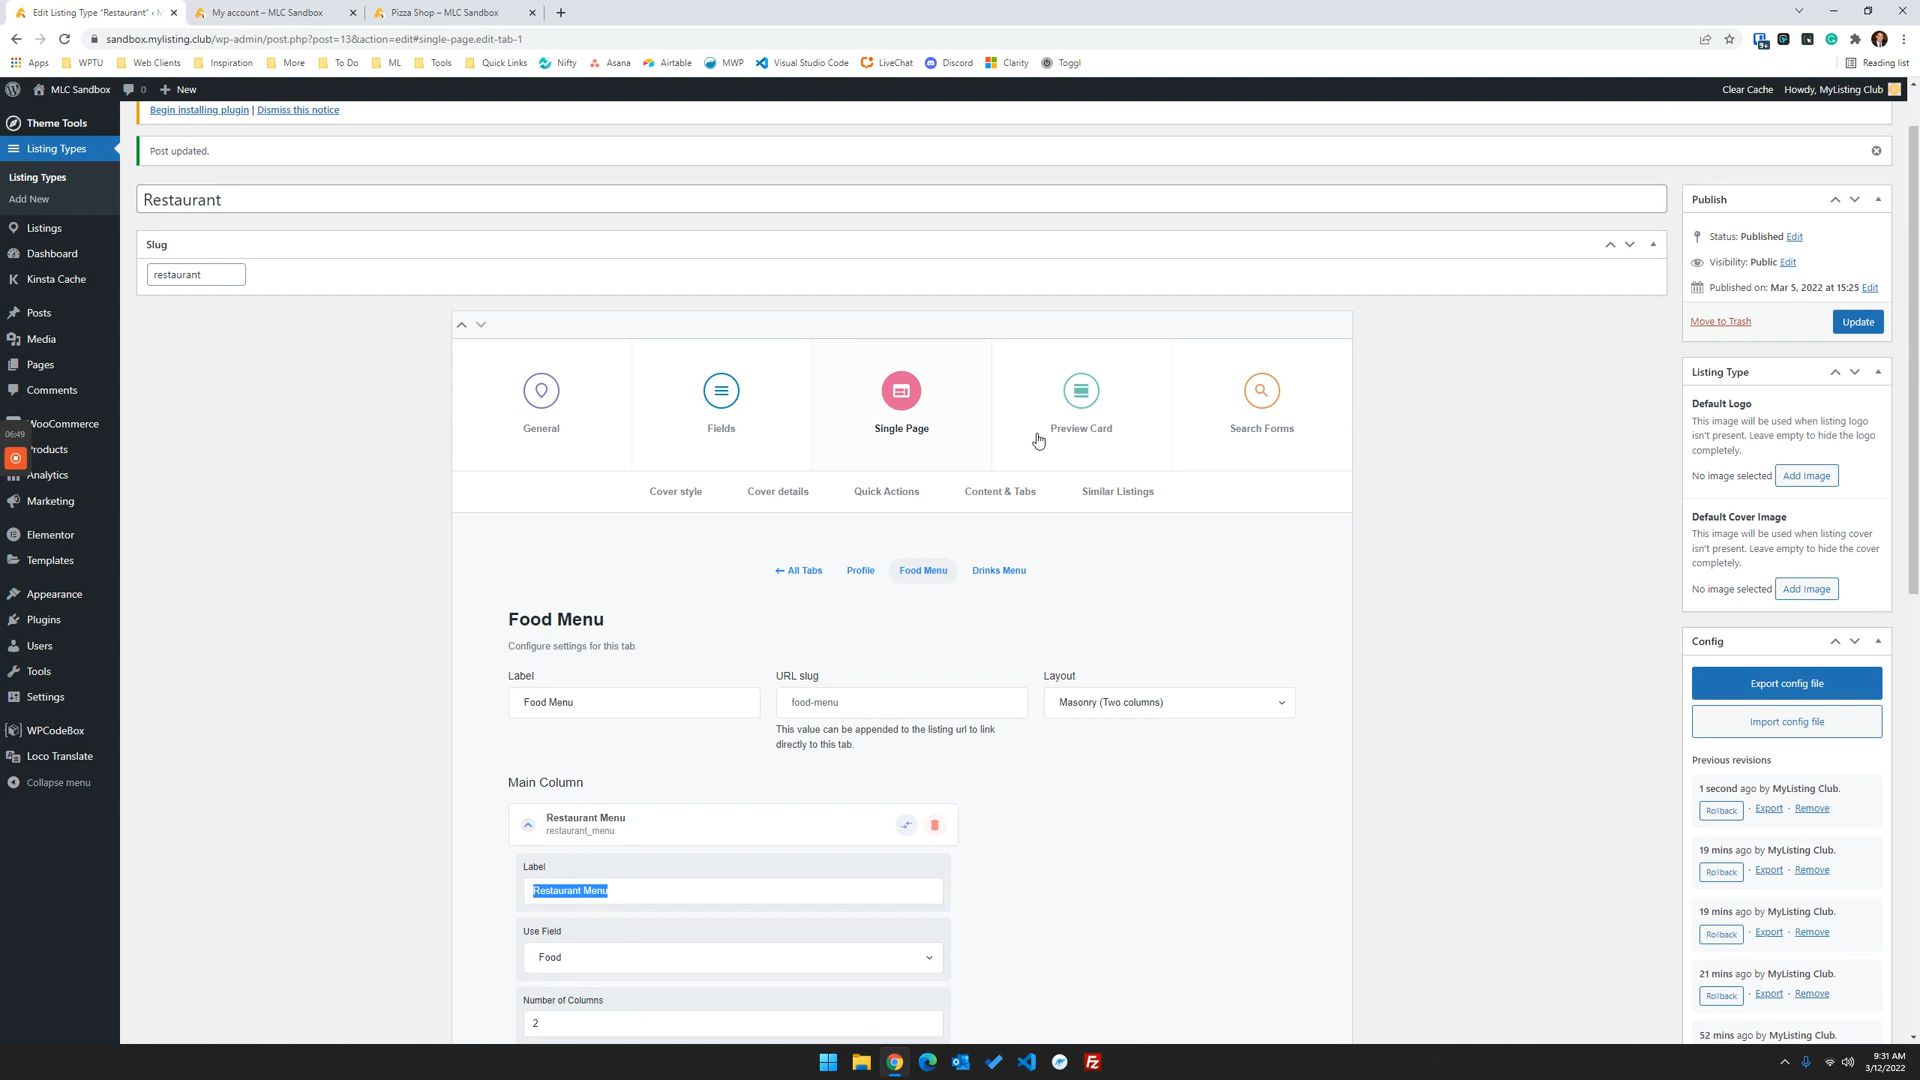 Edit Listing Type "Restaurant" ‹ M
My account – MLC Sandbox
Pizza Shop – MLC Sandbox
sandbox.mylisting.club/wp-admin/post.php?post=13&action=edit#single-page.edit-tab-1
Apps
WPTU
Web Clients
Inspiration
More
To Do
ML
Tools
Quick Links
Nifty
Asana
Airtable
MWP
Visual Studio Code
LiveChat
Discord
Clarity
Toggl
Reading list
MLC Sandbox
0
New
Clear Cache
Howdy, MyListing Club
Theme Tools
Listing Types
Listing Types
Add New
Listings
Dashboard
Kinsta Cache
Posts
Media
Pages
Comments
WooCommerce
06:49
Products
Analytics
Marketing
Elementor
Templates
Appearance
Plugins
Users
Tools
Settings
WPCodeBox
Loco Translate
Collapse menu
Begin installing plugin | Dismiss this notice
Post updated.
Restaurant
Slug
restaurant
General
Fields
Single Page
Preview Card
Search Forms
Cover style
Cover details
Quick Actions
Content & Tabs
Similar Listings
← All Tabs
Profile
Food Menu
Drinks Menu
Food Menu
Configure settings for this tab.
Label
URL slug
Layout
Food Menu
food-menu
Masonry (Two columns)
This value can be appended to the listing url to link
directly to this tab.
Main Column
Restaurant Menu
restaurant_menu
Label
Restaurant Menu
Use Field
Food
Number of Columns
2
Publish
Status: Published Edit
Visibility: Public Edit
Published on: Mar 5, 2022 at 15:25 Edit
Move to Trash
Update
Listing Type
Default Logo
This image will be used when listing logo
isn't present. Leave empty to hide the logo
completely.
No image selected
Add Image
Default Cover Image
This image will be used when listing cover
isn't present. Leave empty to hide the cover
completely.
No image selected
Add Image
Config
Export config file
Import config file
Previous revisions
1 second ago by MyListing Club.
Rollback · Export · Remove
19 mins ago by MyListing Club.
Rollback · Export · Remove
19 mins ago by MyListing Club.
Rollback · Export · Remove
21 mins ago by MyListing Club.
Rollback · Export · Remove
52 mins ago by MyListing Club.
9:31 AM
3/12/2022